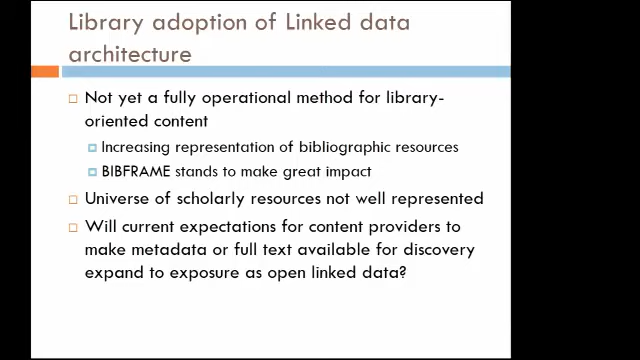 Library adoption of Linked data
architecture
Not yet a fully operational method for library-
oriented content
Increasing representation of bibliographic resources
BIBFRAME stands to make great impact
Universe of scholarly resources not well represented
Will current expectations for content providers to
make metadata or full text available for discovery
expand to exposure as open linked data?